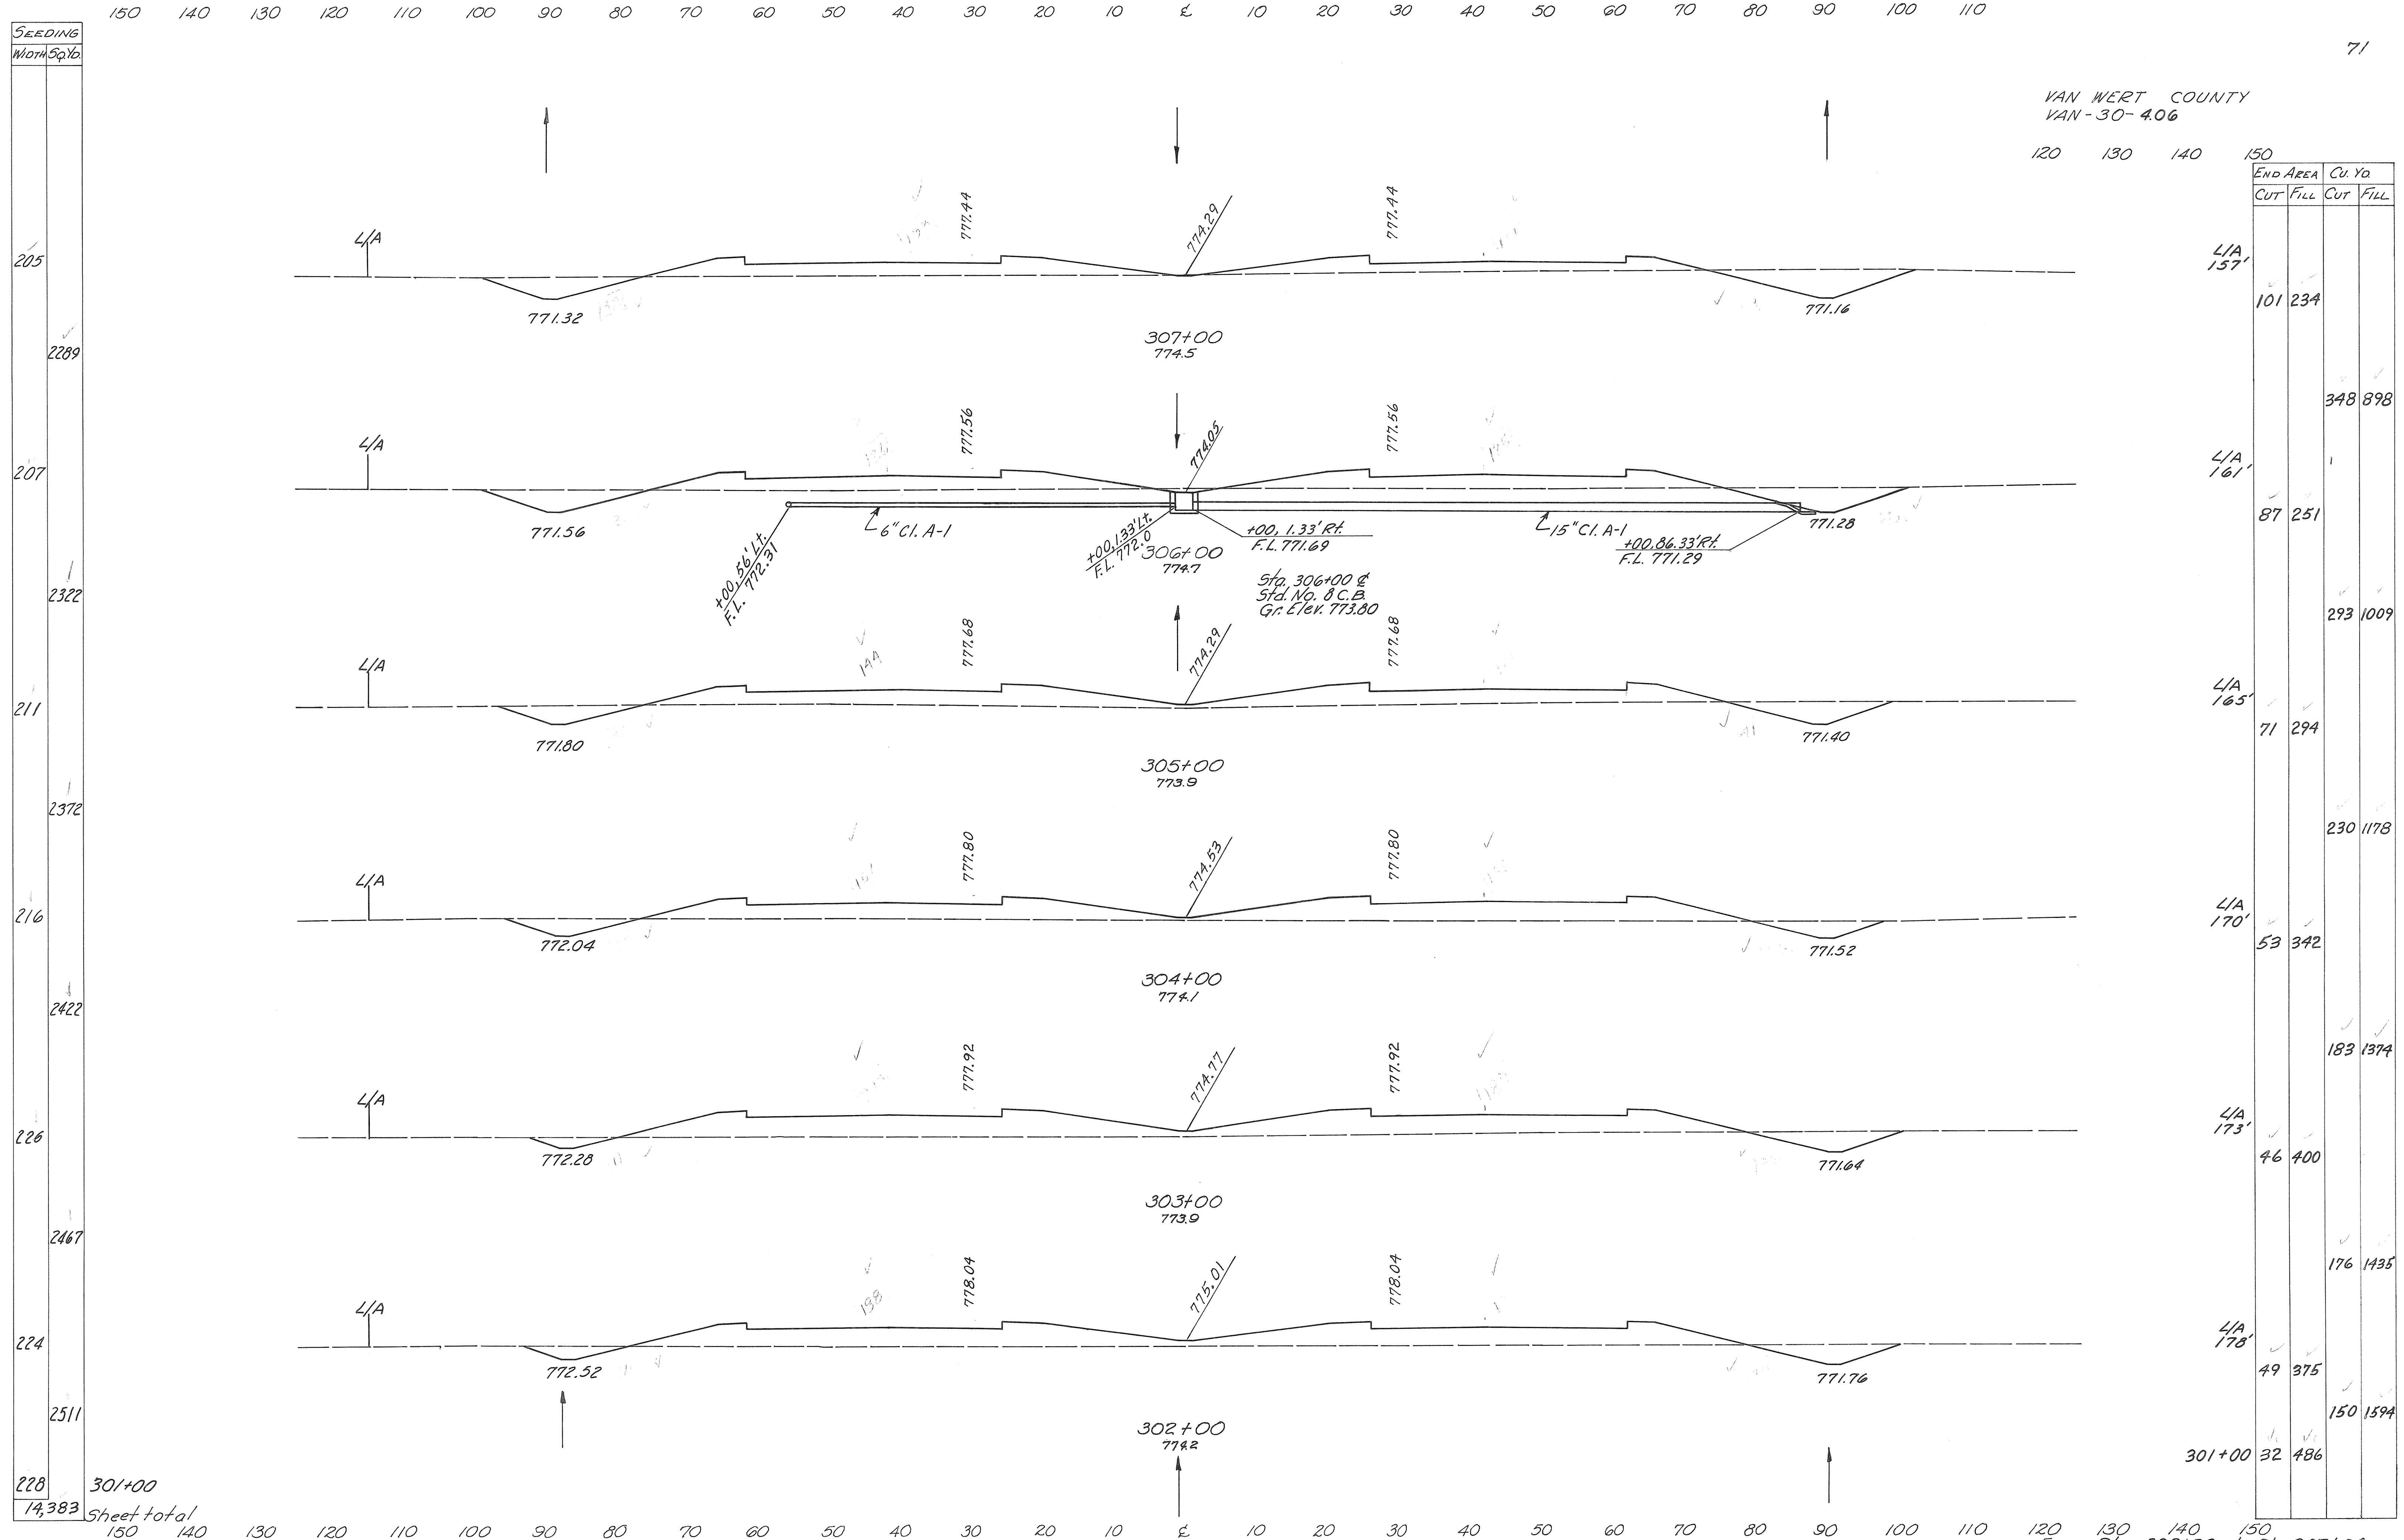 150 140 130 120 110 100 90 80 70 60 50 40 30 20 10 ℄ 10 20 30 40 50 60 70 80 90 100 110
SEEDING
WIDTH SQ.YD.
71
VAN WERT COUNTY
VAN-30-4.06
120 130 140 150
END AREA CU. YD.
CUT FILL CUT FILL
777.44 774.29 777.44
205 L/A L/A
157'
771.32 771.16 101 234
307+00
774.5
2289
348 898
777.56 774.05 777.56
207 L/A L/A
161'
771.56 771.28 87 251
6" Cl. A-1
15" Cl. A-1
+00, 56' Lt.
F.L. 772.31
+00, 1.33' Lt.
F.L. 772.0
+00, 1.33' Rt.
F.L. 771.69
+00, 86.33' Rt.
F.L. 771.29
306+00
774.7
Sta. 306+00 ℄
Std. No. 8 C.B.
Gr. Elev. 773.80
2322
293 1009
777.68 774.29 777.68
144
211 L/A L/A
165'
771.80 771.40 71 294
305+00
773.9
2372
230 1178
777.80 774.53 777.80
216 L/A L/A
170'
772.04 771.52 53 342
304+00
774.1
2422
183 1374
777.92 774.77 777.92
226 L/A L/A
173'
772.28 771.64 46 400
303+00
773.9
2467
176 1435
778.04 775.01 778.04
198
224 L/A L/A
178'
772.52 771.76 49 375
302+00
774.2
2511
150 1594
301+00 32 486
228 301+00
14,383 Sheet total
150 140 130 120 110 100 90 80 70 60 50 40 30 20 10 ℄ 10 20 30 40 50 60 70 80 90 100 110 120 130 140 150